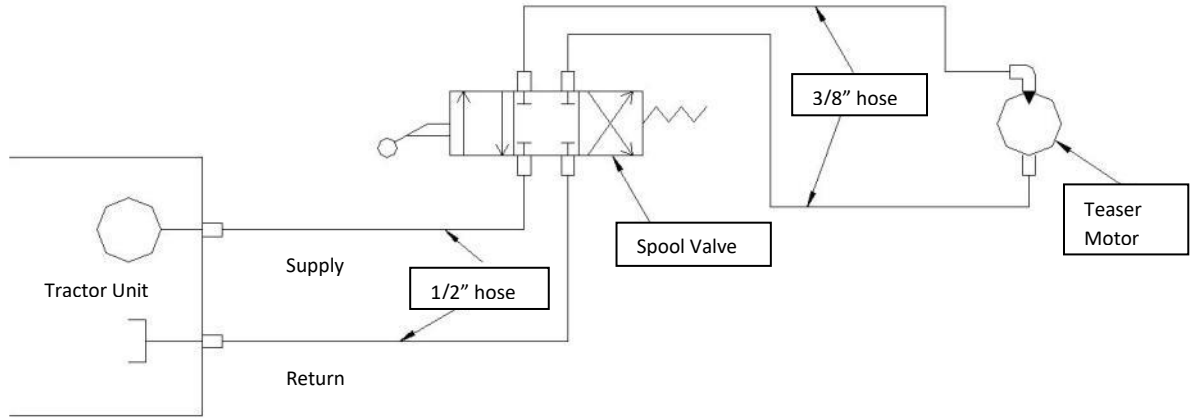 3/8” hose
Teaser
Motor
Spool Valve
Supply
Tractor Unit
1/2” hose
Return